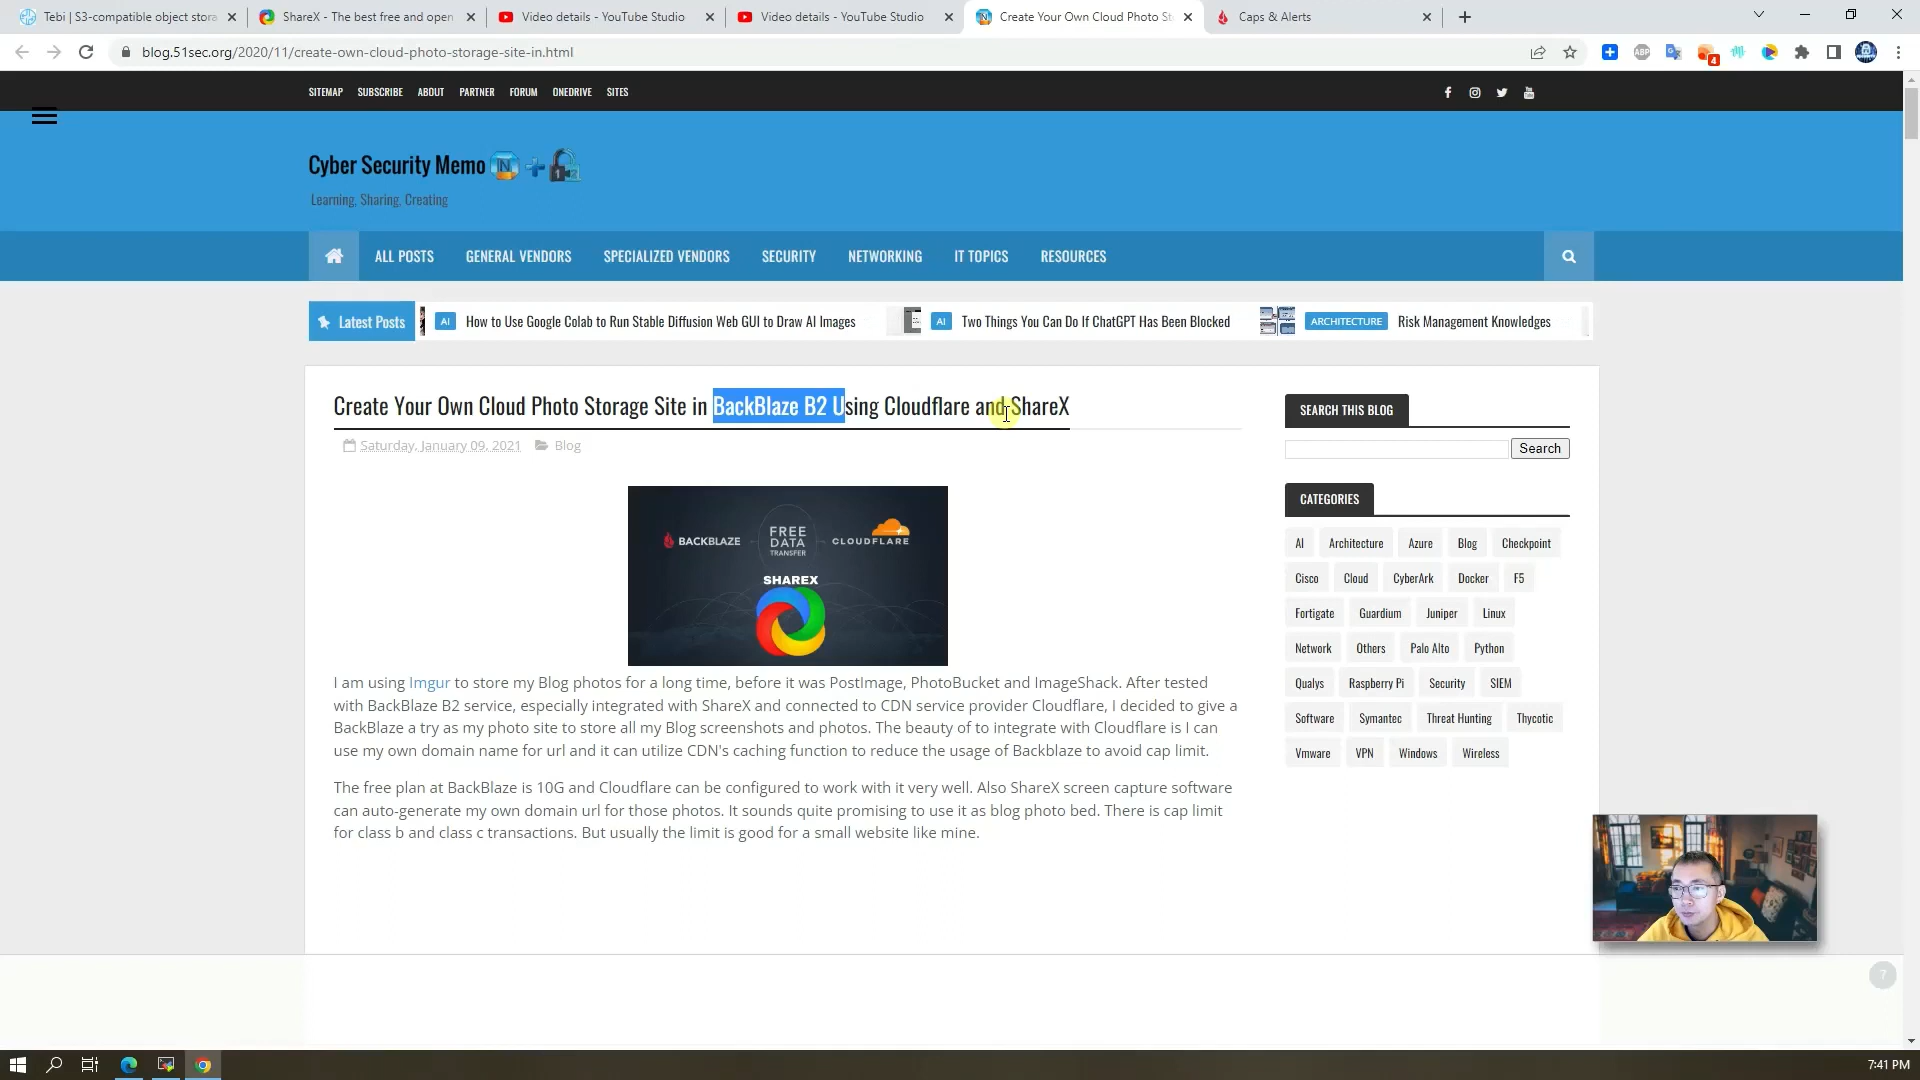 Tebi | S3-compatible object stora
ShareX - The best free and open
Video details - YouTube Studio
Video details - YouTube Studio
Create Your Own Cloud Photo St
Caps & Alerts
blog.51sec.org/2020/11/create-own-cloud-photo-storage-site-in.html
ABP
4
SITEMAP SUBSCRIBE ABOUT PARTNER FORUM ONEDRIVE SITES
Cyber Security Memo
Learning, Sharing, Creating
ALL POSTS GENERAL VENDORS SPECIALIZED VENDORS SECURITY NETWORKING IT TOPICS RESOURCES
Latest Posts
AI How to Use Google Colab to Run Stable Diffusion Web GUI to Draw AI Images
AI Two Things You Can Do If ChatGPT Has Been Blocked
ARCHITECTURE Risk Management Knowledges
Create Your Own Cloud Photo Storage Site in BackBlaze B2 Using Cloudflare and ShareX
Saturday, January 09, 2021 Blog
BACKBLAZE
FREE
DATA
TRANSFER
CLOUDFLARE
SHAREX
I am using Imgur to store my Blog photos for a long time, before it was PostImage, PhotoBucket and ImageShack. After tested
with BackBlaze B2 service, especially integrated with ShareX and connected to CDN service provider Cloudflare, I decided to give a
BackBlaze a try as my photo site to store all my Blog screenshots and photos. The beauty of to integrate with Cloudflare is I can
use my own domain name for url and it can utilize CDN's caching function to reduce the usage of Backblaze to avoid cap limit.
The free plan at BackBlaze is 10G and Cloudflare can be configured to work with it very well. Also ShareX screen capture software
can auto-generate my own domain url for those photos. It sounds quite promising to use it as blog photo bed. There is cap limit
for class b and class c transactions. But usually the limit is good for a small website like mine.
SEARCH THIS BLOG
Search
CATEGORIES
AI Architecture Azure Blog Checkpoint
Cisco Cloud CyberArk Docker F5
Fortigate Guardium Juniper Linux
Network Others Palo Alto Python
Qualys Raspberry Pi Security SIEM
Software Symantec Threat Hunting Thycotic
Vmware VPN Windows Wireless
?
7:41 PM